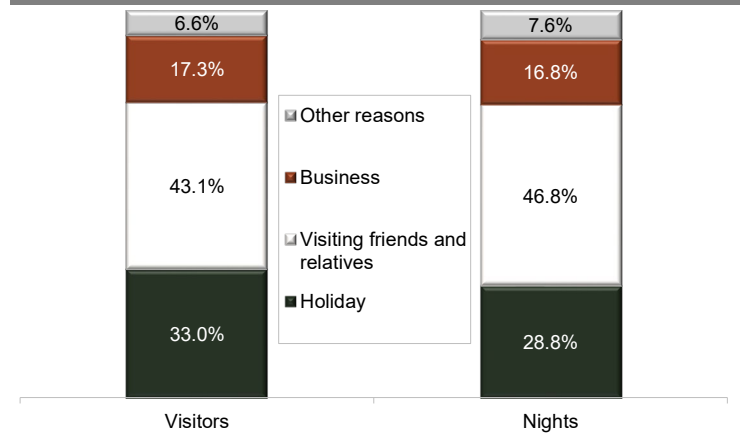 6.6%
17.3%
43.1%
33.0%
Other reasons
Business
Visiting friends and
relatives
Holiday
7.6%
16.8%
46.8%
28.8%
Visitors
Nights